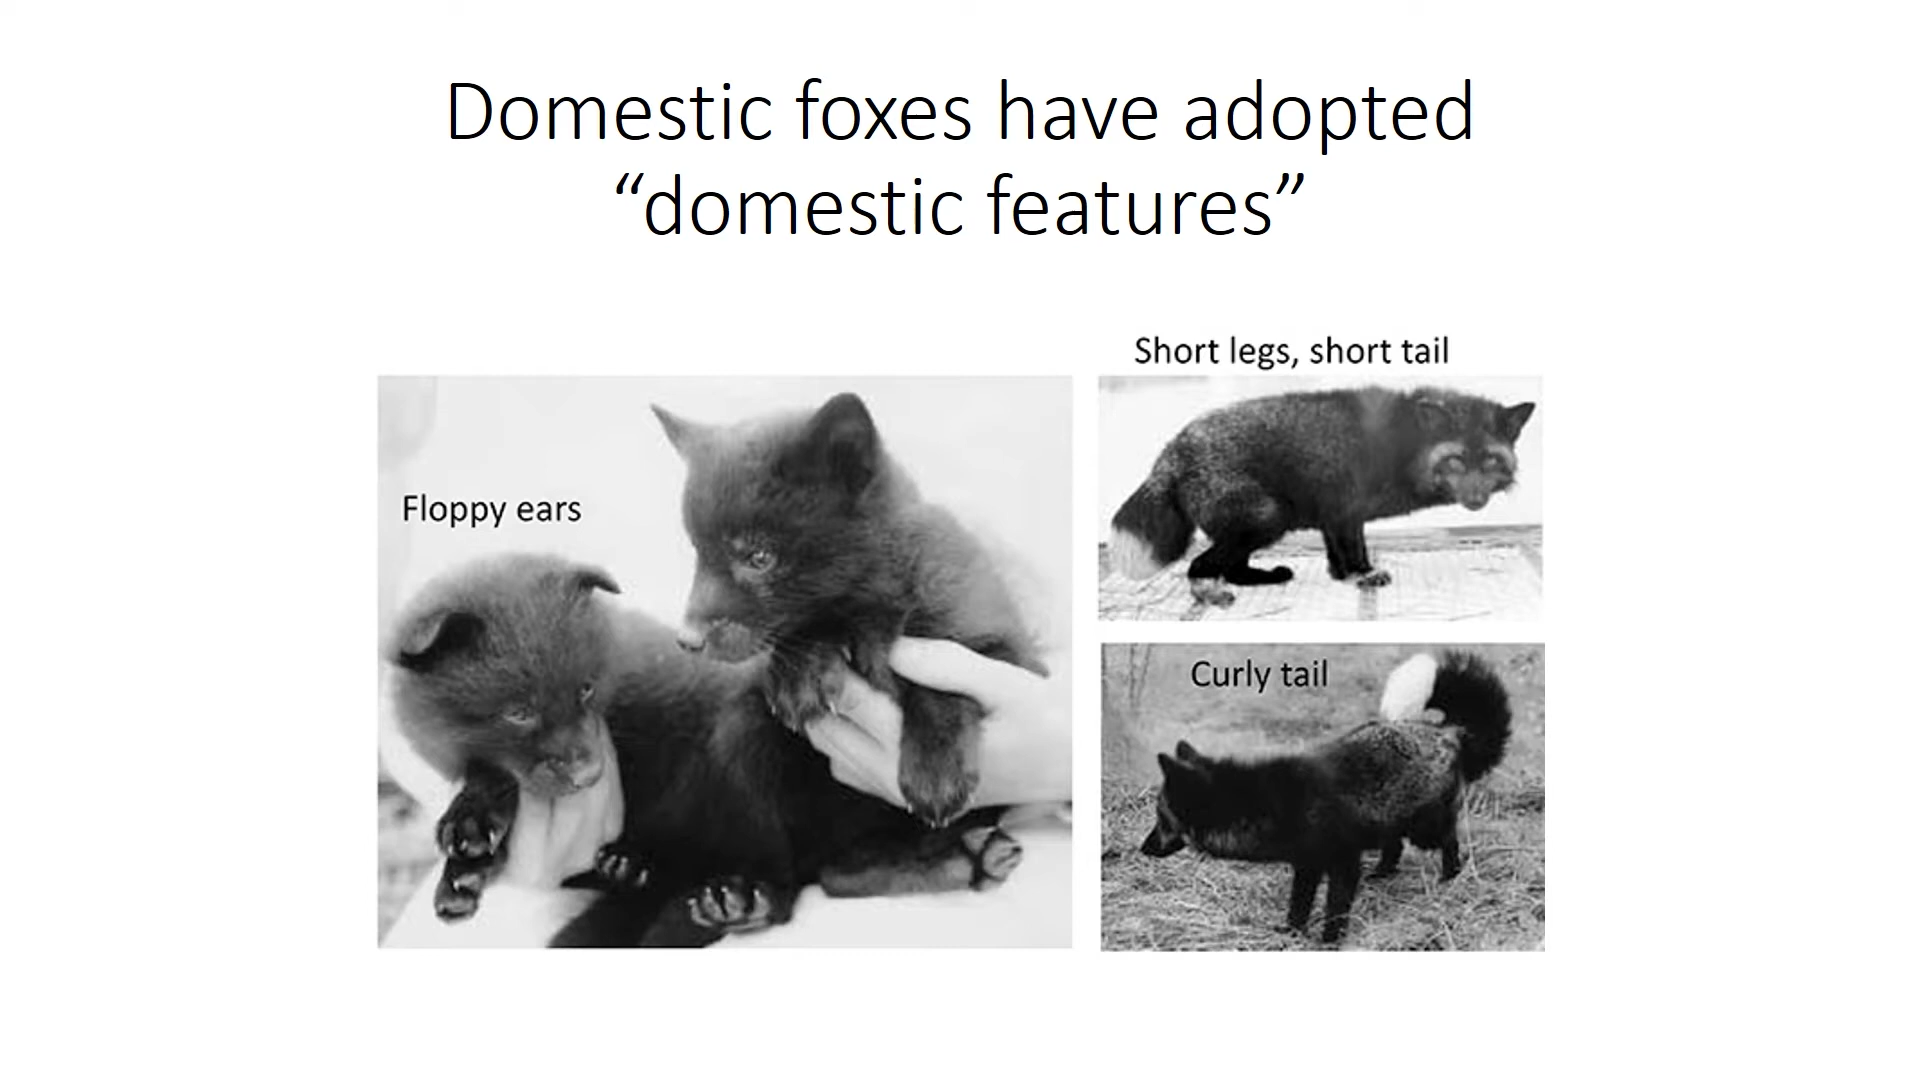 Domestic foxes have adopted
“domestic features”
Short legs, short tail
Floppy ears
Curly tail